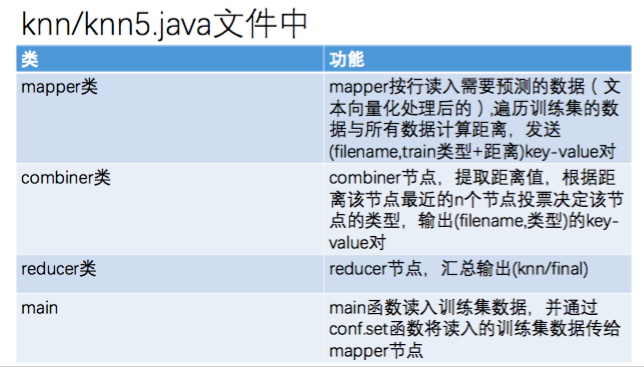 knn/knn5.java文件中
类 功能
mapper类 mapper按行读入需要预测的数据（文
本向量化处理后的）,遍历训练集的数
据与所有数据计算距离，发送
(filename,train类型+距离)key-value对
combiner类 combiner节点，提取距离值，根据距
离该节点最近的n个节点投票决定该节
点的类型，输出(filename,类型)的key-
value对
reducer类 reducer节点，汇总输出(knn/final)
main main函数读入训练集数据，并通过
conf.set函数将读入的训练集数据传给
mapper节点